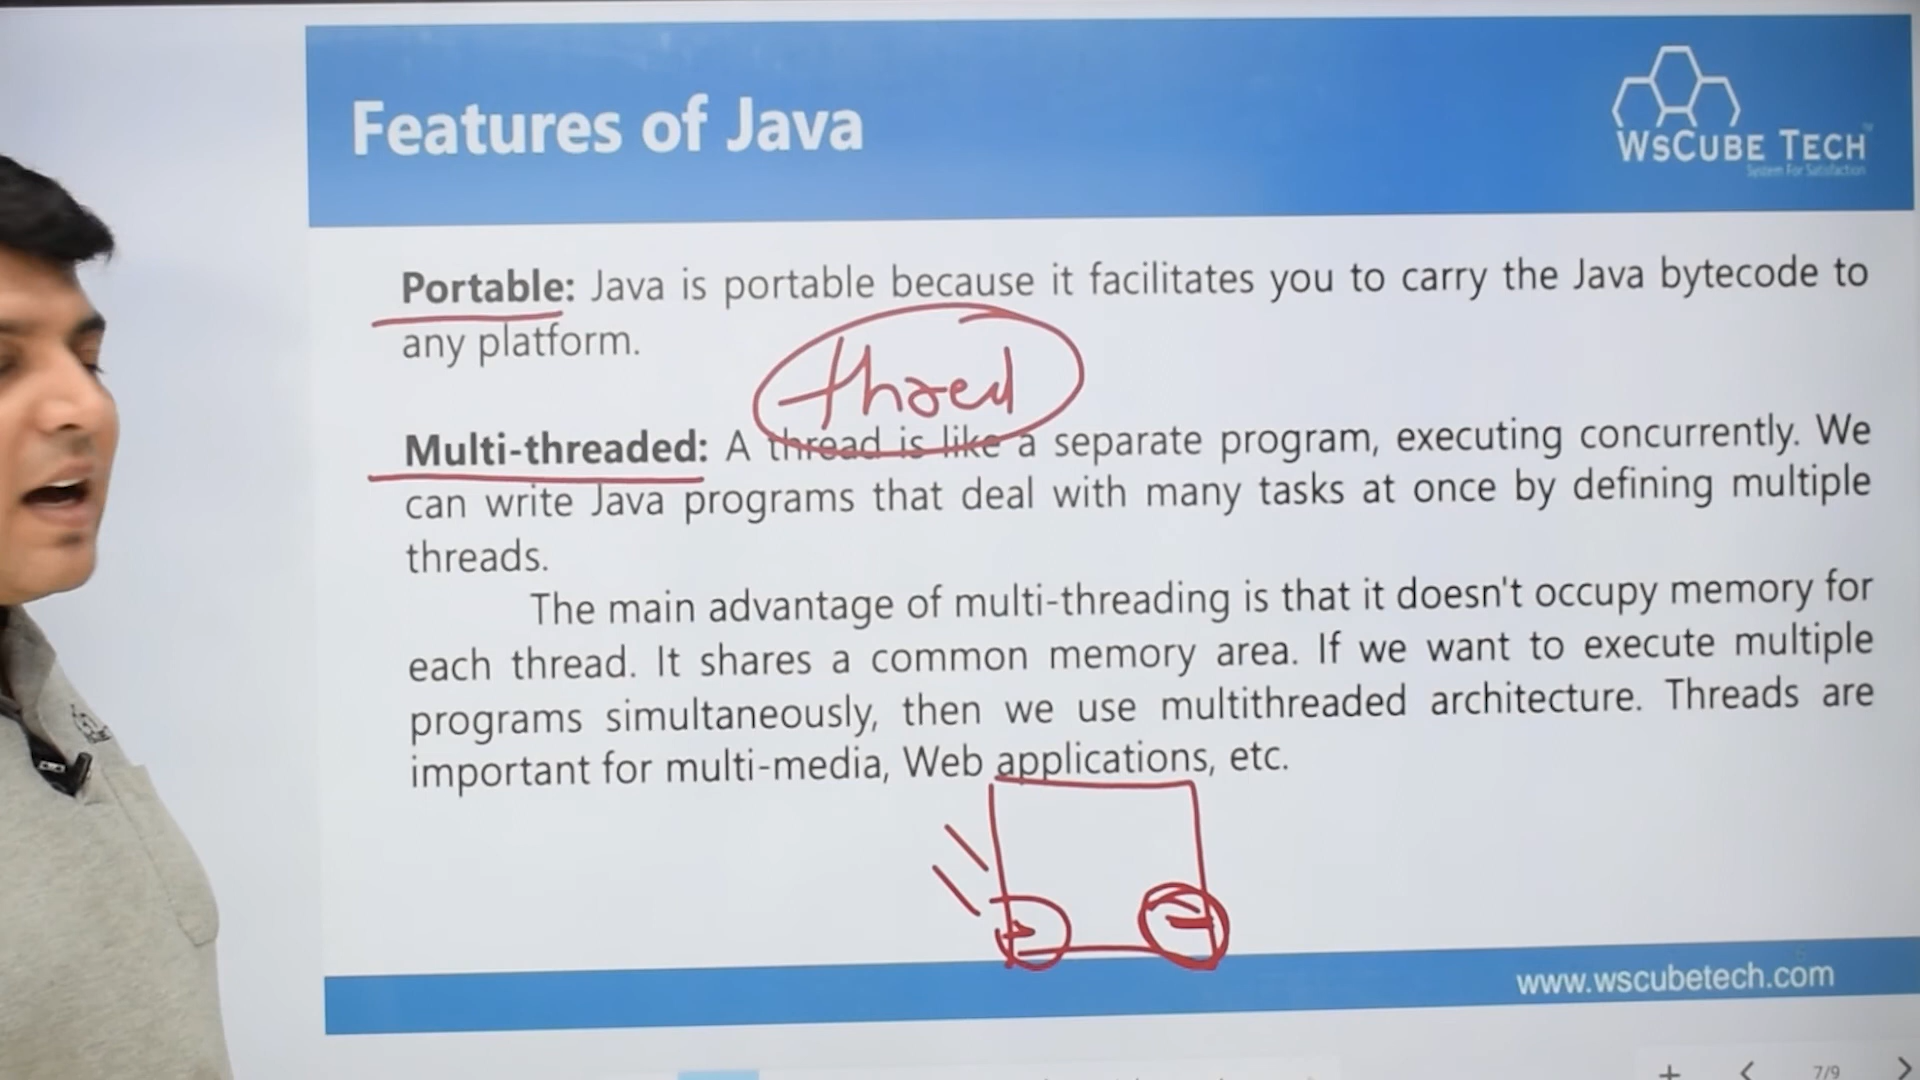 Features of Java
WSCUBE TECH
System For Satisfaction
Portable: Java is portable because it facilitates you to carry the Java bytecode to
any platform.
thread
Multi-threaded: A thread is like a separate program, executing concurrently. We
can write Java programs that deal with many tasks at once by defining multiple
threads.
The main advantage of multi-threading is that it doesn't occupy memory for
each thread. It shares a common memory area. If we want to execute multiple
programs simultaneously, then we use multithreaded architecture. Threads are
important for multi-media, Web applications, etc.
www.wscubetech.com
7/9